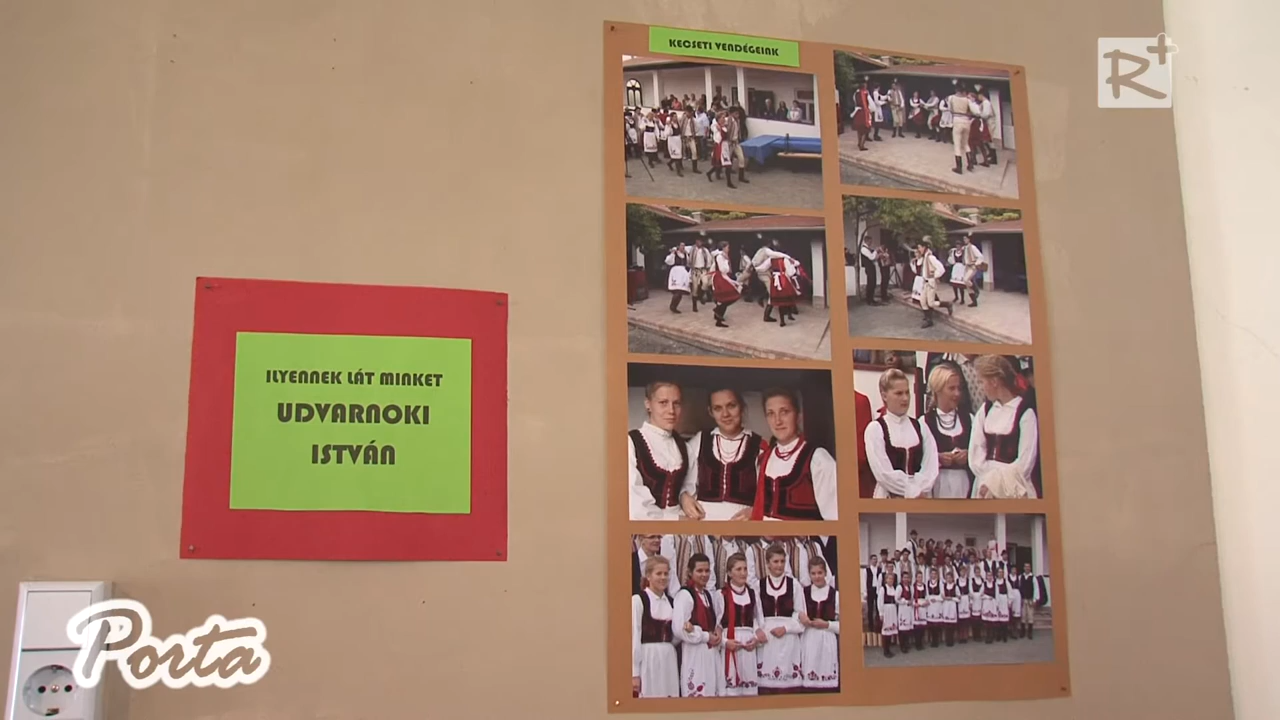 KECSETI VENDÉGEINK
R+
ILYENNEK LÁT MINKET
UDVARNOKI
ISTVÁN
Porta